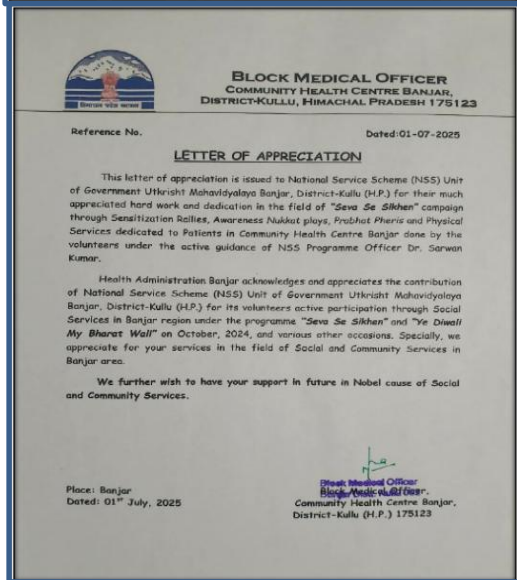 हिमाचल प्रदेश सरकार
BLOCK MEDICAL OFFICER
COMMUNITY HEALTH CENTRE BANJAR,
DISTRICT-KULLU, HIMACHAL PRADESH 175123
Reference No. Dated:01-07-2025
LETTER OF APPRECIATION
This letter of appreciation is issued to National Service Scheme (NSS) Unit
of Government Utkrisht Mahavidyalaya Banjar, District-Kullu (H.P.) for their much
appreciated hard work and dedication in the field of "Seva Se Sikhen" campaign
through Sensitization Rallies, Awareness Nukkat plays, Prabhat Pheris and Physical
Services dedicated to Patients in Community Health Centre Banjar done by the
volunteers under the active guidance of NSS Programme Officer Dr. Sarwan
Kumar.
Health Administration Banjar acknowledges and appreciates the contribution
of National Service Scheme (NSS) Unit of Government Utkrisht Mahavidyalaya
Banjar, District-Kullu (H.P.) for its volunteers active participation through Social
Services in Banjar region under the programme "Seva Se Sikhen" and "Ye Diwali
My Bharat Wali" on October, 2024, and various other occasions. Specially, we
appreciate for your services in the field of Social and Community Services in
Banjar area.
We further wish to have your support in future in Nobel cause of Social
and Community Services.
Block Medical Officer
Place: Banjar Block Medical Officer,
Dated: 01ST July, 2025 Community Health Centre Banjar,
District-Kullu (H.P.) 175123